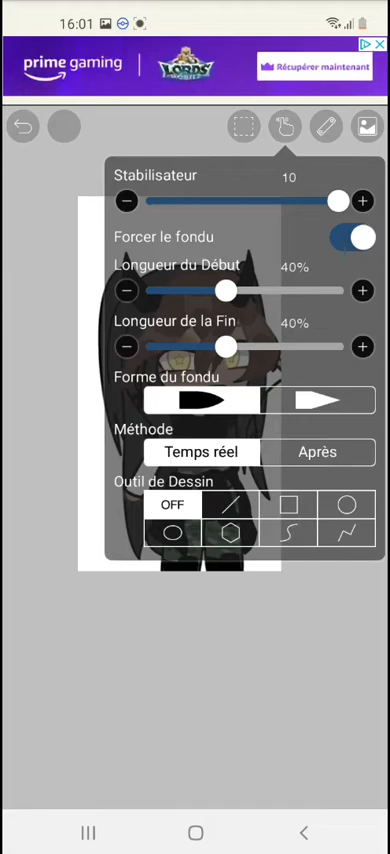 16:01
prime gaming
LORDS MOBILE
Récupérer maintenant
Stabilisateur 10
Forcer le fondu
Longueur du Début 40%
Longueur de la Fin 40%
Forme du fondu
Méthode
Temps réel Après
Outil de Dessin
OFF